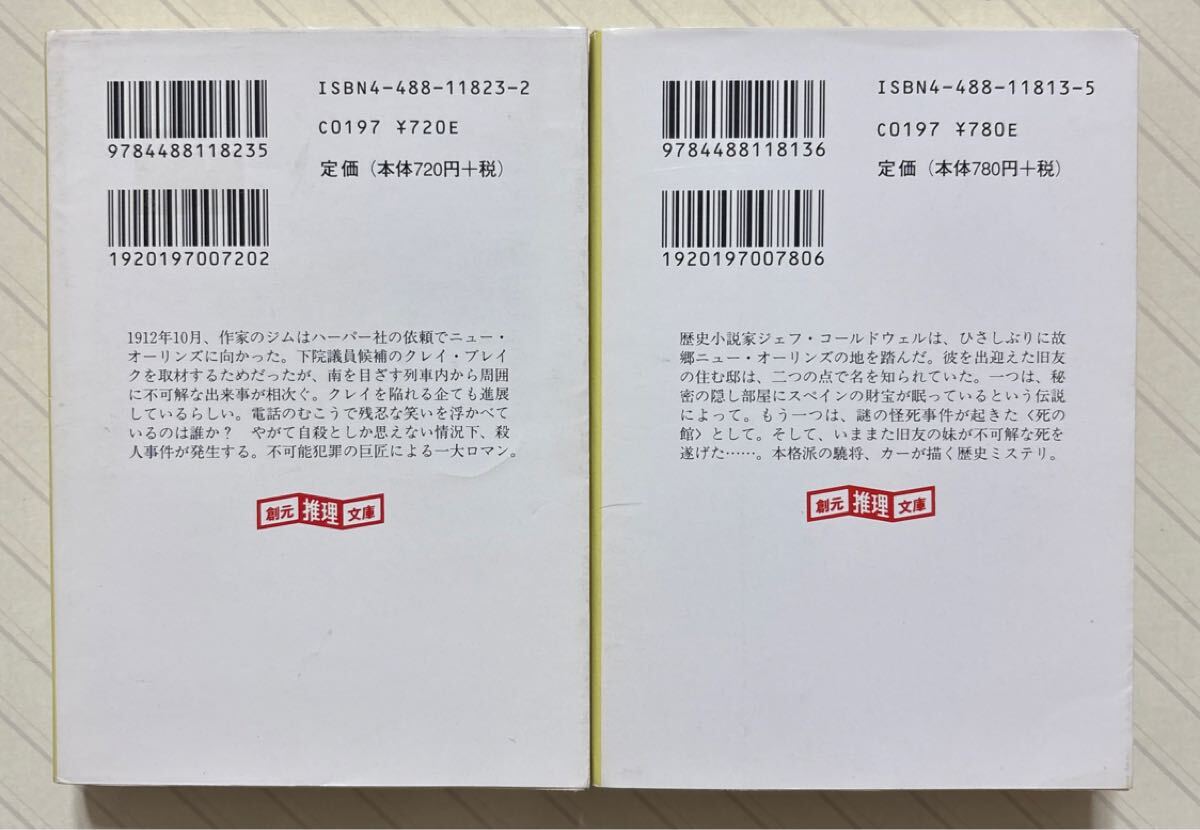 ISBN4-488-11823-2
C0197 ¥720E
定価（本体720円＋税）
9784488118235
1920197007202
1912年10月、作家のジムはハーパー社の依頼でニュー・
オーリンズに向かった。下院議員候補のクレイ・ブレイ
クを取材するためだったが、南を目ざす列車内から周囲
に不可解な出来事が相次ぐ。クレイを陥れる企ても進展
しているらしい。電話のむこうで残忍な笑いを浮かべて
いるのは誰か？　やがて自殺としか思えない情況下、殺
人事件が発生する。不可能犯罪の巨匠による一大ロマン。
創元推理文庫
ISBN4-488-11813-5
C0197 ¥780E
定価（本体780円＋税）
9784488118136
1920197007806
歴史小説家ジェフ・コールドウェルは、ひさしぶりに故
郷ニュー・オーリンズの地を踏んだ。彼を出迎えた旧友
の住む邸は、二つの点で名を知られていた。一つは、秘
密の隠し部屋にスペインの財宝が眠っているという伝説
によって。もう一つは、謎の怪死事件が起きた〈死の
館〉として。そして、いままた旧友の妹が不可解な死を
遂げた……。本格派の驍将、カーが描く歴史ミステリ。
創元推理文庫